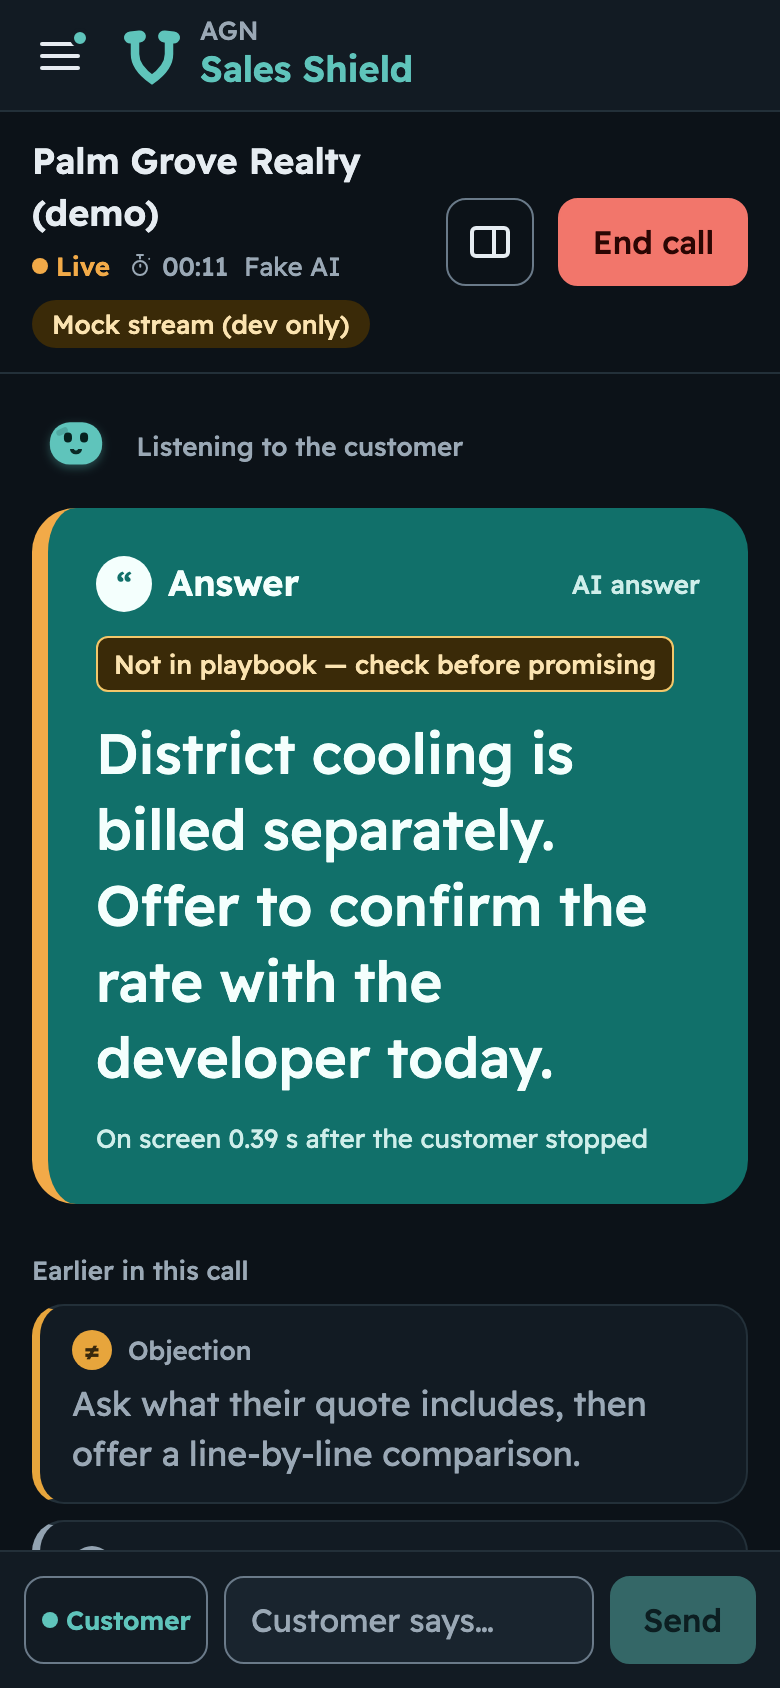 AGN
Sales Shield
Palm Grove Realty
(demo)
Live 00:11 Fake AI
End call
Mock stream (dev only)
Listening to the customer
“ Answer
AI answer
Not in playbook — check before promising
District cooling is
billed separately.
Offer to confirm the
rate with the
developer today.
On screen 0.39 s after the customer stopped
Earlier in this call
≠ Objection
Ask what their quote includes, then
offer a line-by-line comparison.
Customer
Customer says...
Send